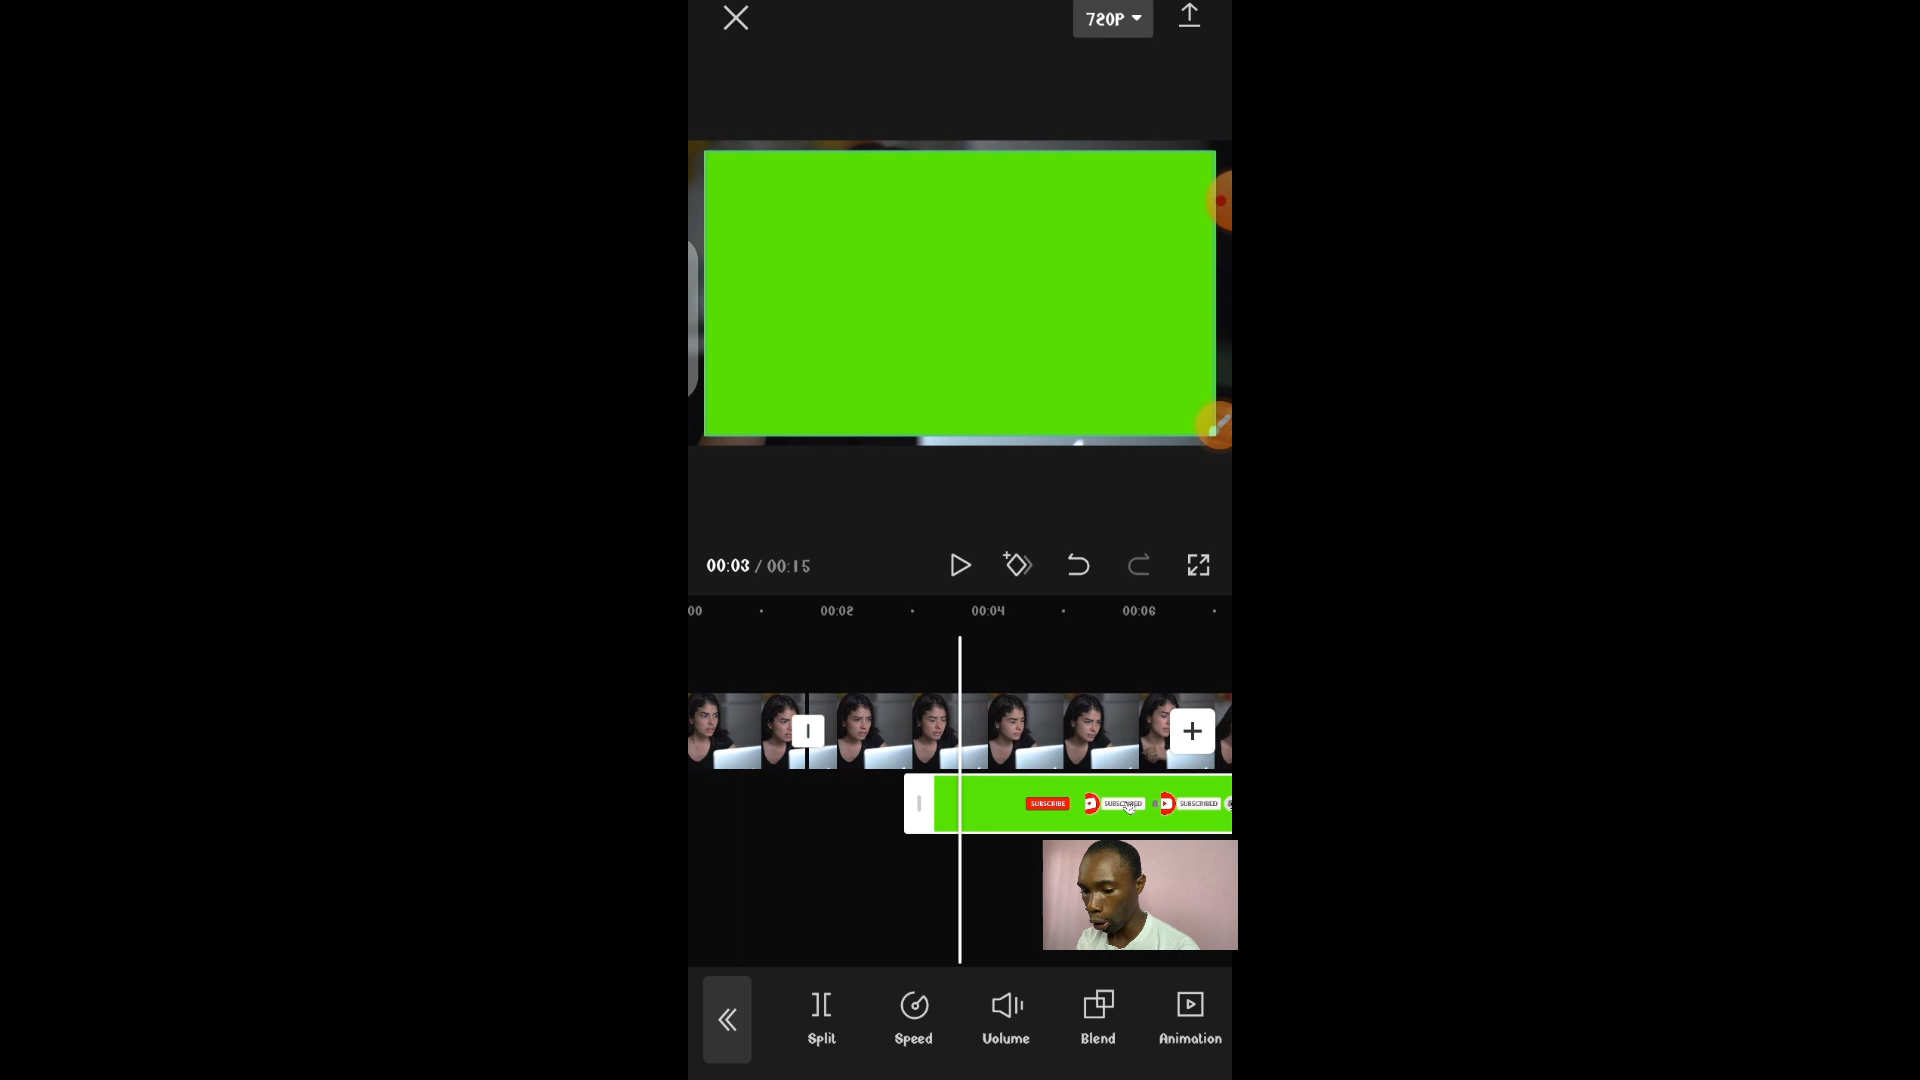 720P
00:03 / 00:15
00 00:02 00:04 00:06
SUBSCRIBE SUBSCRIBED SUBSCRIBED
Split Speed Volume Blend Animation